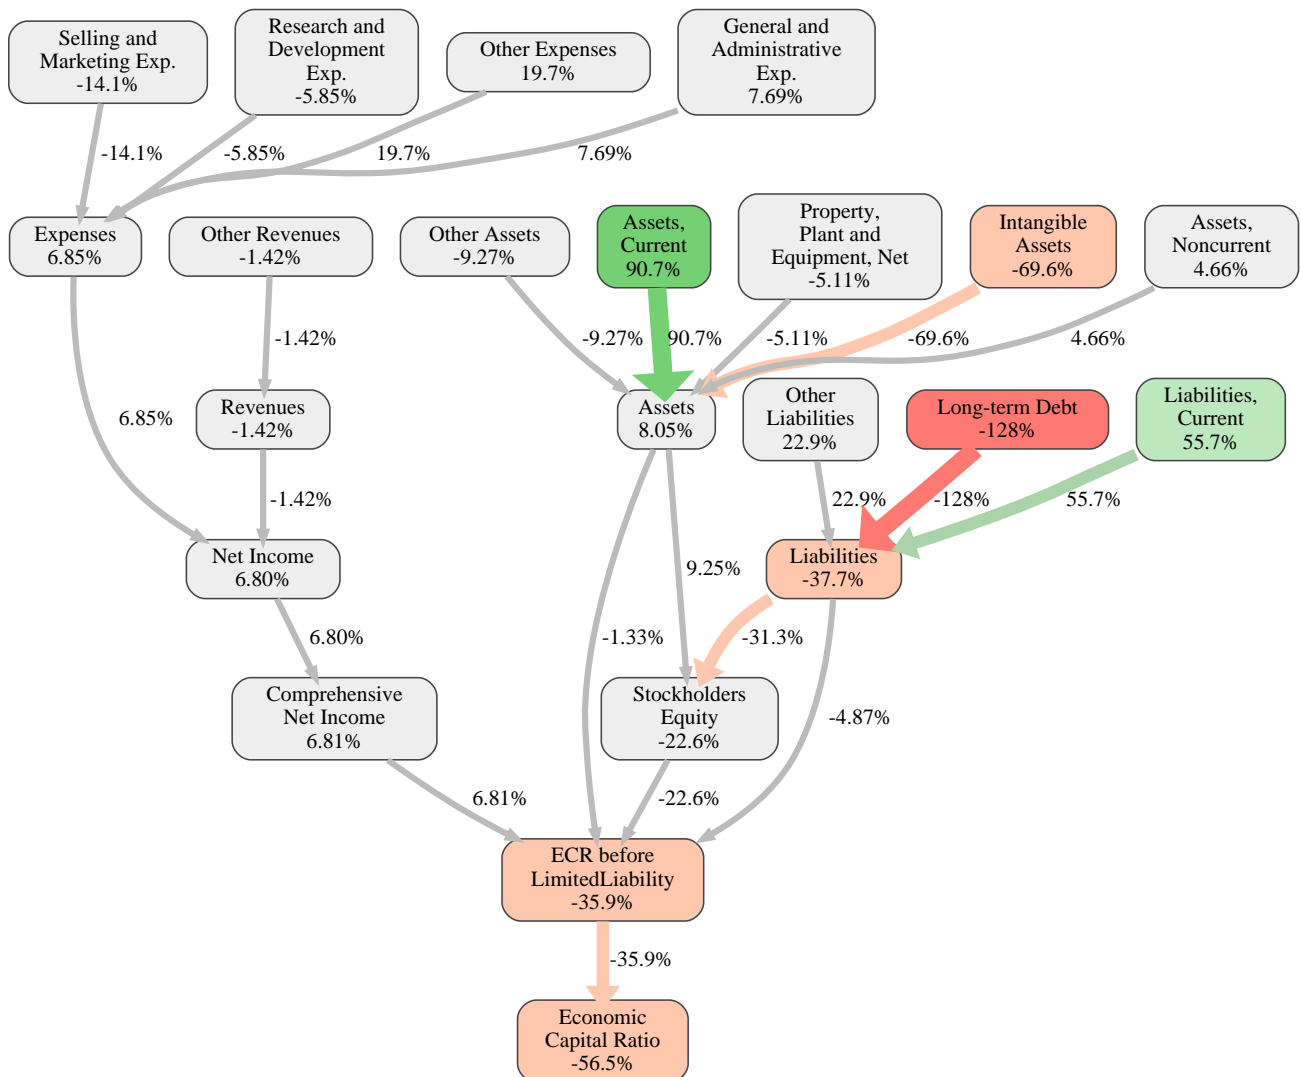 Selling and
Marketing Exp.
-14.1%
Research and
Development
Exp.
-5.85%
Other Expenses
19.7%
General and
Administrative
Exp.
7.69%
-14.1%
-5.85%
19.7%
7.69%
Expenses
6.85%
Other Revenues
-1.42%
Other Assets
-9.27%
Assets,
Current
90.7%
Property,
Plant and
Equipment, Net
-5.11%
Intangible
Assets
-69.6%
Assets,
Noncurrent
4.66%
-1.42%
-9.27%
90.7%
-5.11%
-69.6%
4.66%
6.85%
Revenues
-1.42%
Assets
8.05%
Other
Liabilities
22.9%
Long-term Debt
-128%
Liabilities,
Current
55.7%
-1.42%
22.9%
-128%
55.7%
Net Income
6.80%
9.25%
Liabilities
-37.7%
6.80%
-1.33%
-31.3%
Comprehensive
Net Income
6.81%
Stockholders
Equity
-22.6%
-4.87%
6.81%
-22.6%
ECR before
LimitedLiability
-35.9%
-35.9%
Economic
Capital Ratio
-56.5%